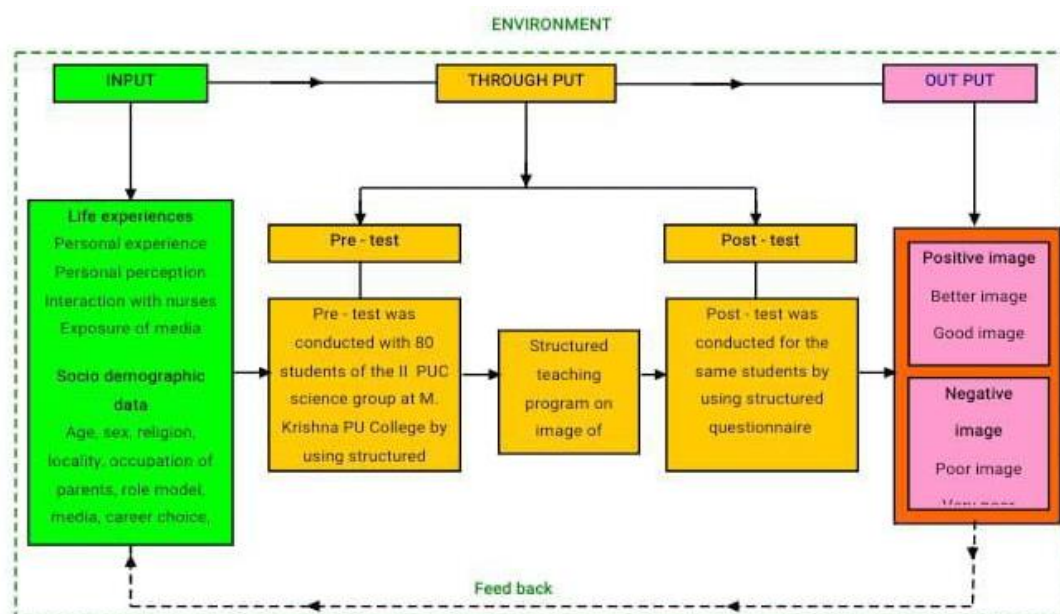 ENVIRONMENT
INPUT
THROUGH PUT
OUT PUT
Life experiences
Personal experience
Personal perception
Interaction with nurses
Exposure of media
Socio demographic
data
Age, sex, religion,
locality, occupation of
parents, role model,
media, career choice,
Pre - test
Pre - test was
conducted with 80
students of the II PUC
science group at M.
Krishna PU College by
using structured
Structured
teaching
program on
image of
Post - test
Post - test was
conducted for the
same students by
using structured
questionnaire
Positive image
Better image
Good image
Negative
image
Poor image
Feed back